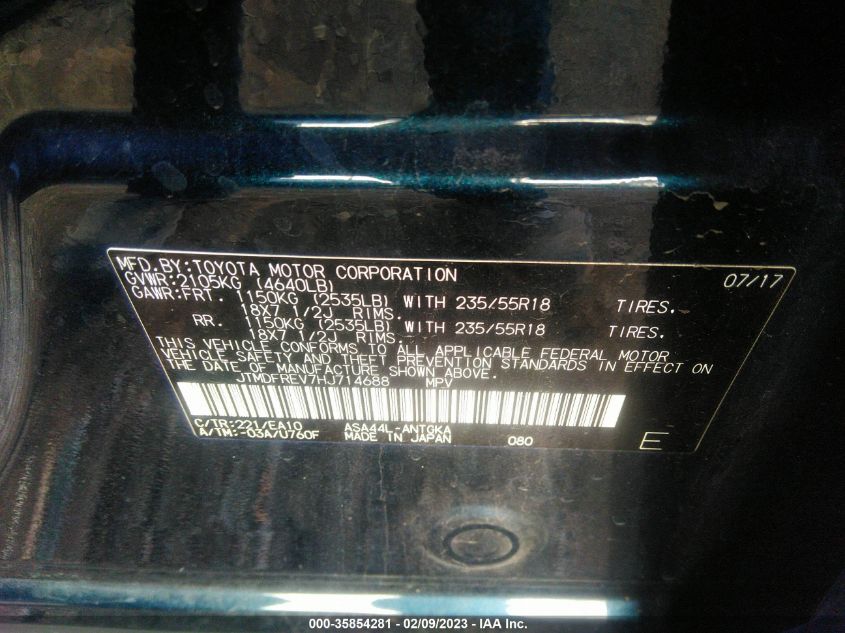 MFD.BY:TOYOTA MOTOR CORPORATION 07/17
GVWR:2105KG (4640LB)
GAWR:FRT. 1150KG (2535LB) WITH 235/55R18 TIRES.
18X7 1/2J RIMS.
RR. 1150KG (2535LB) WITH 235/55R18 TIRES.
18X7 1/2J RIMS.
THIS VEHICLE CONFORMS TO ALL APPLICABLE FEDERAL MOTOR
VEHICLE SAFETY AND THEFT PREVENTION STANDARDS IN EFFECT ON
THE DATE OF MANUFACTURE SHOWN ABOVE.
JTMDFREV7HJ714688 MPV
C/TR:221/EA10 ASA44L-ANTGKA
A/TM:-03A/U760F MADE IN JAPAN 080 E
000-35854281 - 02/09/2023 - IAA Inc.